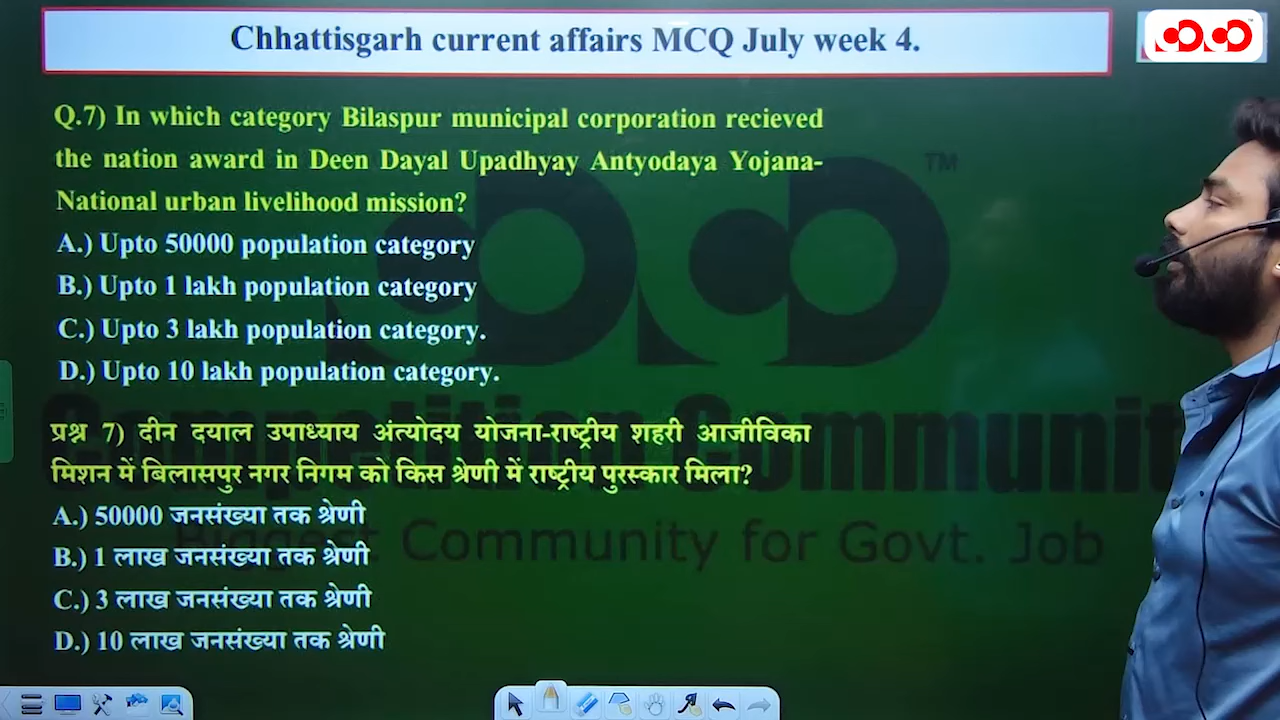 Chhattisgarh current affairs MCQ July week 4.
Q.7) In which category Bilaspur municipal corporation recieved
the nation award in Deen Dayal Upadhyay Antyodaya Yojana-
National urban livelihood mission?
A.) Upto 50000 population category
B.) Upto 1 lakh population category
C.) Upto 3 lakh population category.
D.) Upto 10 lakh population category.
प्रश्न 7) दीन दयाल उपाध्याय अंत्योदय योजना-राष्ट्रीय शहरी आजीविका
मिशन में बिलासपुर नगर निगम को किस श्रेणी में राष्ट्रीय पुरस्कार मिला?
A.) 50000 जनसंख्या तक श्रेणी
B.) 1 लाख जनसंख्या तक श्रेणी
C.) 3 लाख जनसंख्या तक श्रेणी
D.) 10 लाख जनसंख्या तक श्रेणी
TM
Competition Communit
Biggest Community for Govt. Job